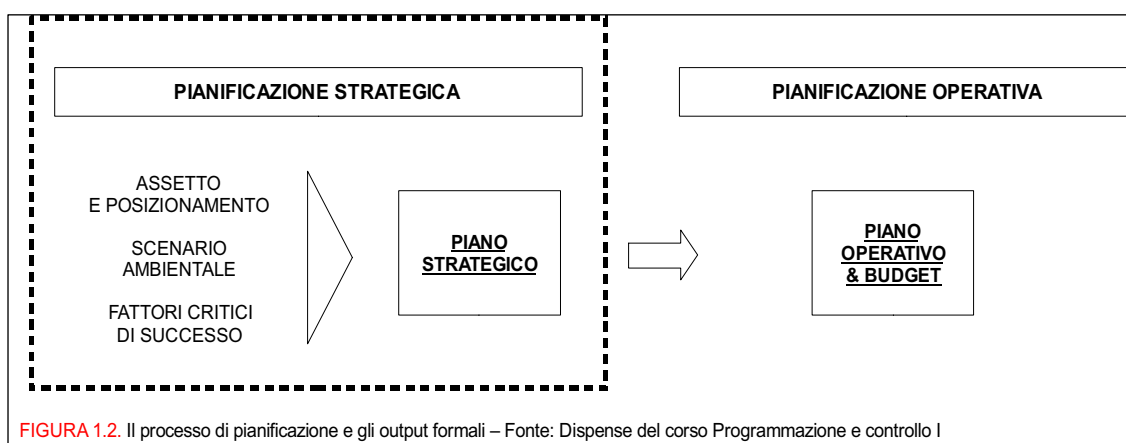 PIANIFICAZIONE STRATEGICA
ASSETTO
E POSIZIONAMENTO
SCENARIO
AMBIENTALE
FATTORI CRITICI
DI SUCCESSO
PIANO
STRATEGICO
PIANIFICAZIONE OPERATIVA
PIANO
OPERATIVO
& BUDGET
FIGURA 1.2. Il processo di pianificazione e gli output formali – Fonte: Dispense del corso Programmazione e controllo I